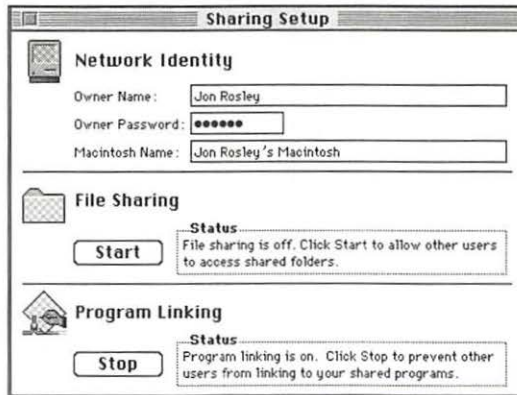 Sharing Setup
Network Identity
Owner Name: Jon Rosley
Owner Password: ●●●●●●
Macintosh Name: Jon Rosley's Macintosh
File Sharing
Status
Start
File sharing is off. Click Start to allow other users
to access shared folders.
Program Linking
Status
Stop
Program linking is on. Click Stop to prevent other
users from linking to your shared programs.